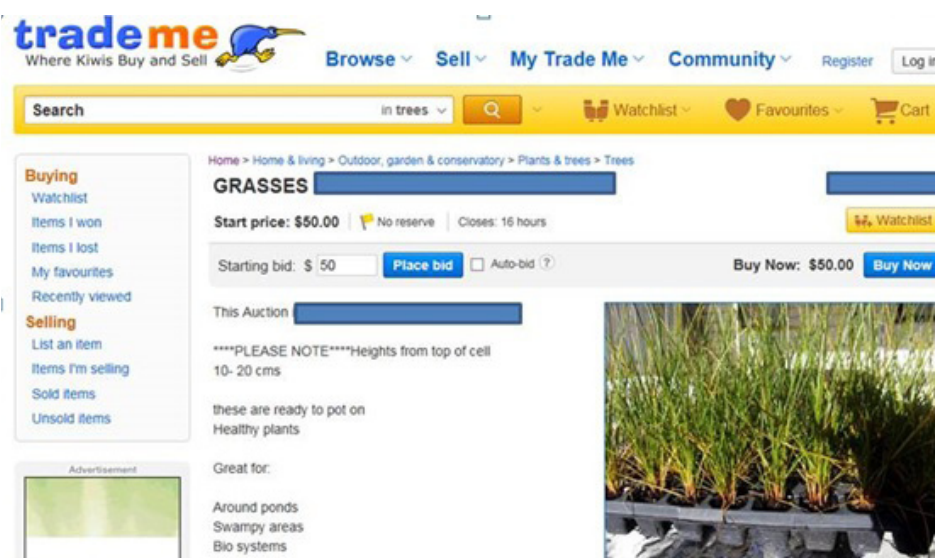 trademe
Where Kiwis Buy and Sell
Browse Sell My Trade Me Community Register Log in
Search in trees Watchlist Favourites Cart
Home > Home & living > Outdoor, garden & conservatory > Plants & trees > Trees
GRASSES
Start price: $50.00 No reserve Closes: 16 hours
Watchlist
Starting bid: $ 50 Place bid Auto-bid ? Buy Now: $50.00 Buy Now
Buying
Watchlist
Items I won
Items I lost
My favourites
Recently viewed
Selling
List an item
Items I'm selling
Sold items
Unsold items
Advertisement
This Auction
****PLEASE NOTE****Heights from top of cell
10- 20 cms
these are ready to pot on
Healthy plants
Great for:
Around ponds
Swampy areas
Bio systems